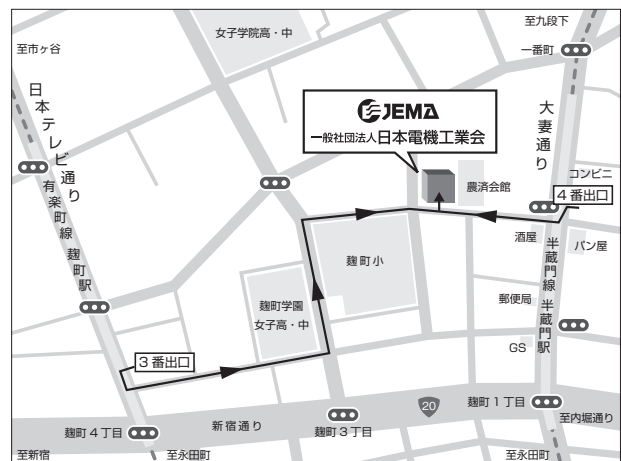 至九段下
女子学院高・中
至市ヶ谷
一番町
JEMA
一般社団法人日本電機工業会
大妻通り
日本テレビ通り
コンビニ
農済会館
4番出口
有楽町線 麹町駅
酒屋
パン屋
半蔵門線 半蔵門駅
麹町小
郵便局
麹町学園
女子高・中
GS
3番出口
20
麹町1丁目
新宿通り
麹町3丁目
至内堀通り
麹町4丁目
至新宿
至永田町
至永田町